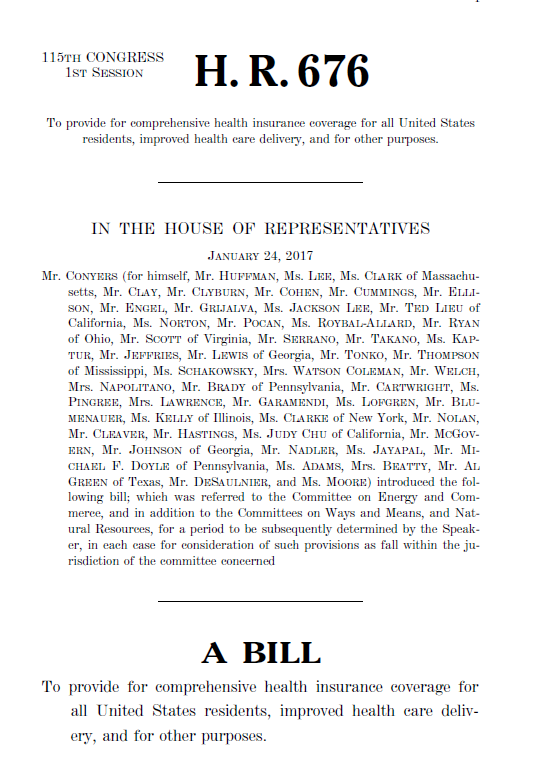 115TH CONGRESS
1ST SESSION
H. R. 676
To provide for comprehensive health insurance coverage for all United States
residents, improved health care delivery, and for other purposes.
IN THE HOUSE OF REPRESENTATIVES
JANUARY 24, 2017
Mr. CONYERS (for himself, Mr. HUFFMAN, Ms. LEE, Ms. CLARK of Massachu-
setts, Mr. CLAY, Mr. CLYBURN, Mr. COHEN, Mr. CUMMINGS, Mr. ELLI-
SON, Mr. ENGEL, Mr. GRIJALVA, Ms. JACKSON LEE, Mr. TED LIEU of
California, Ms. NORTON, Mr. POCAN, Ms. ROYBAL-ALLARD, Mr. RYAN
of Ohio, Mr. SCOTT of Virginia, Mr. SERRANO, Mr. TAKANO, Ms. KAP-
TUR, Mr. JEFFRIES, Mr. LEWIS of Georgia, Mr. TONKO, Mr. THOMPSON
of Mississippi, Ms. SCHAKOWSKY, Mrs. WATSON COLEMAN, Mr. WELCH,
Mrs. NAPOLITANO, Mr. BRADY of Pennsylvania, Mr. CARTWRIGHT, Ms.
PINGREE, Mrs. LAWRENCE, Mr. GARAMENDI, Ms. LOFGREN, Mr. BLU-
MENAUER, Ms. KELLY of Illinois, Ms. CLARKE of New York, Mr. NOLAN,
Mr. CLEAVER, Mr. HASTINGS, Ms. JUDY CHU of California, Mr. MCGOV-
ERN, Mr. JOHNSON of Georgia, Mr. NADLER, Ms. JAYAPAL, Mr. MI-
CHAEL F. DOYLE of Pennsylvania, Ms. ADAMS, Mrs. BEATTY, Mr. AL
GREEN of Texas, Mr. DESAULNIER, and Ms. MOORE) introduced the fol-
lowing bill; which was referred to the Committee on Energy and Com-
merce, and in addition to the Committees on Ways and Means, and Nat-
ural Resources, for a period to be subsequently determined by the Speak-
er, in each case for consideration of such provisions as fall within the ju-
risdiction of the committee concerned
A BILL
To provide for comprehensive health insurance coverage for
all United States residents, improved health care deliv-
ery, and for other purposes.